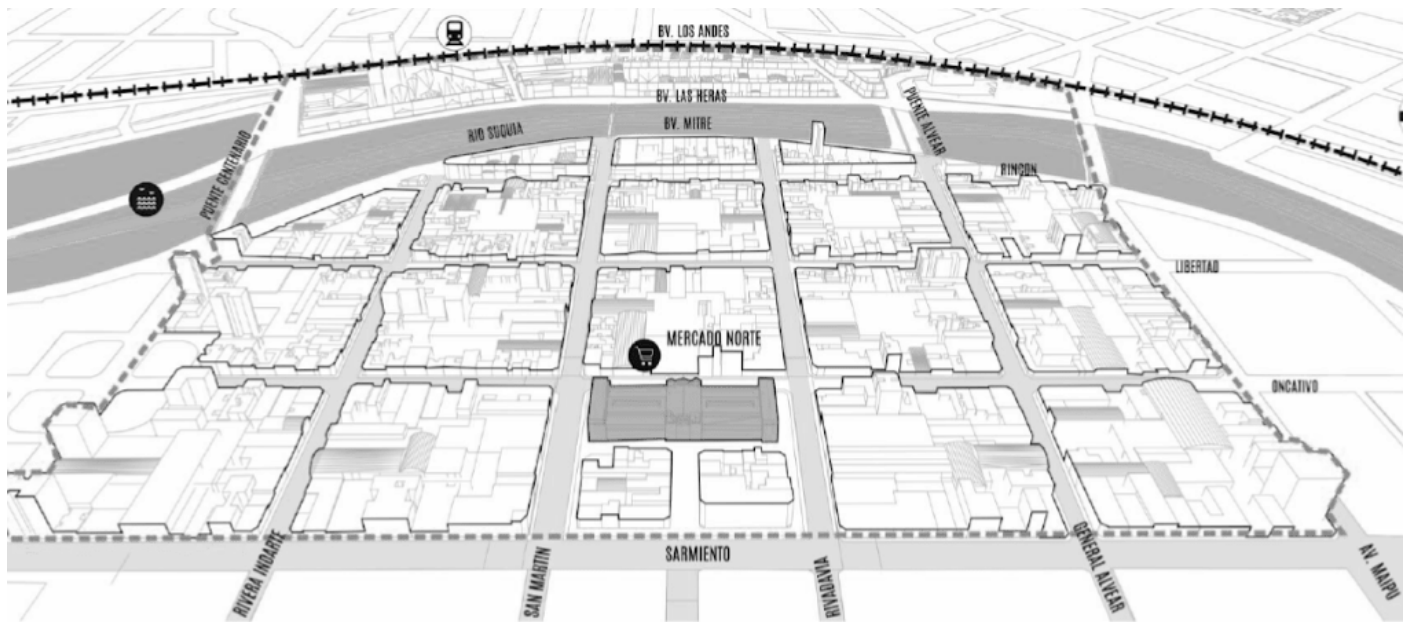 BV. LOS ANDES
BV. LAS HERAS
BV. MITRE
RIO SUQUIA
PUENTE CENTENARIO
PUENTE ALVEAR
RINCON
LIBERTAD
MERCADO NORTE
ONCATIVO
SARMIENTO
RIVERA INDARTE
SAN MARTIN
RIVADAVIA
GENERAL ALVEAR
AV. MAIPU